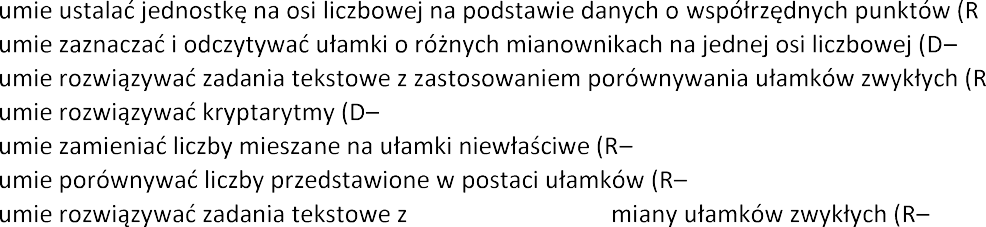 umie ustalać jednostkę na osi liczbowej na podstawie danych o współrzędnych punktów (R
umie zaznaczać i odczytywać ułamki o różnych mianownikach na jednej osi liczbowej (D–
umie rozwiązywać zadania tekstowe z zastosowaniem porównywania ułamków zwykłych (R
umie rozwiązywać kryptarytmy (D–
umie zamieniać liczby mieszane na ułamki niewłaściwe (R–
umie porównywać liczby przedstawione w postaci ułamków (R–
umie rozwiązywać zadania tekstowe z miany ułamków zwykłych (R–